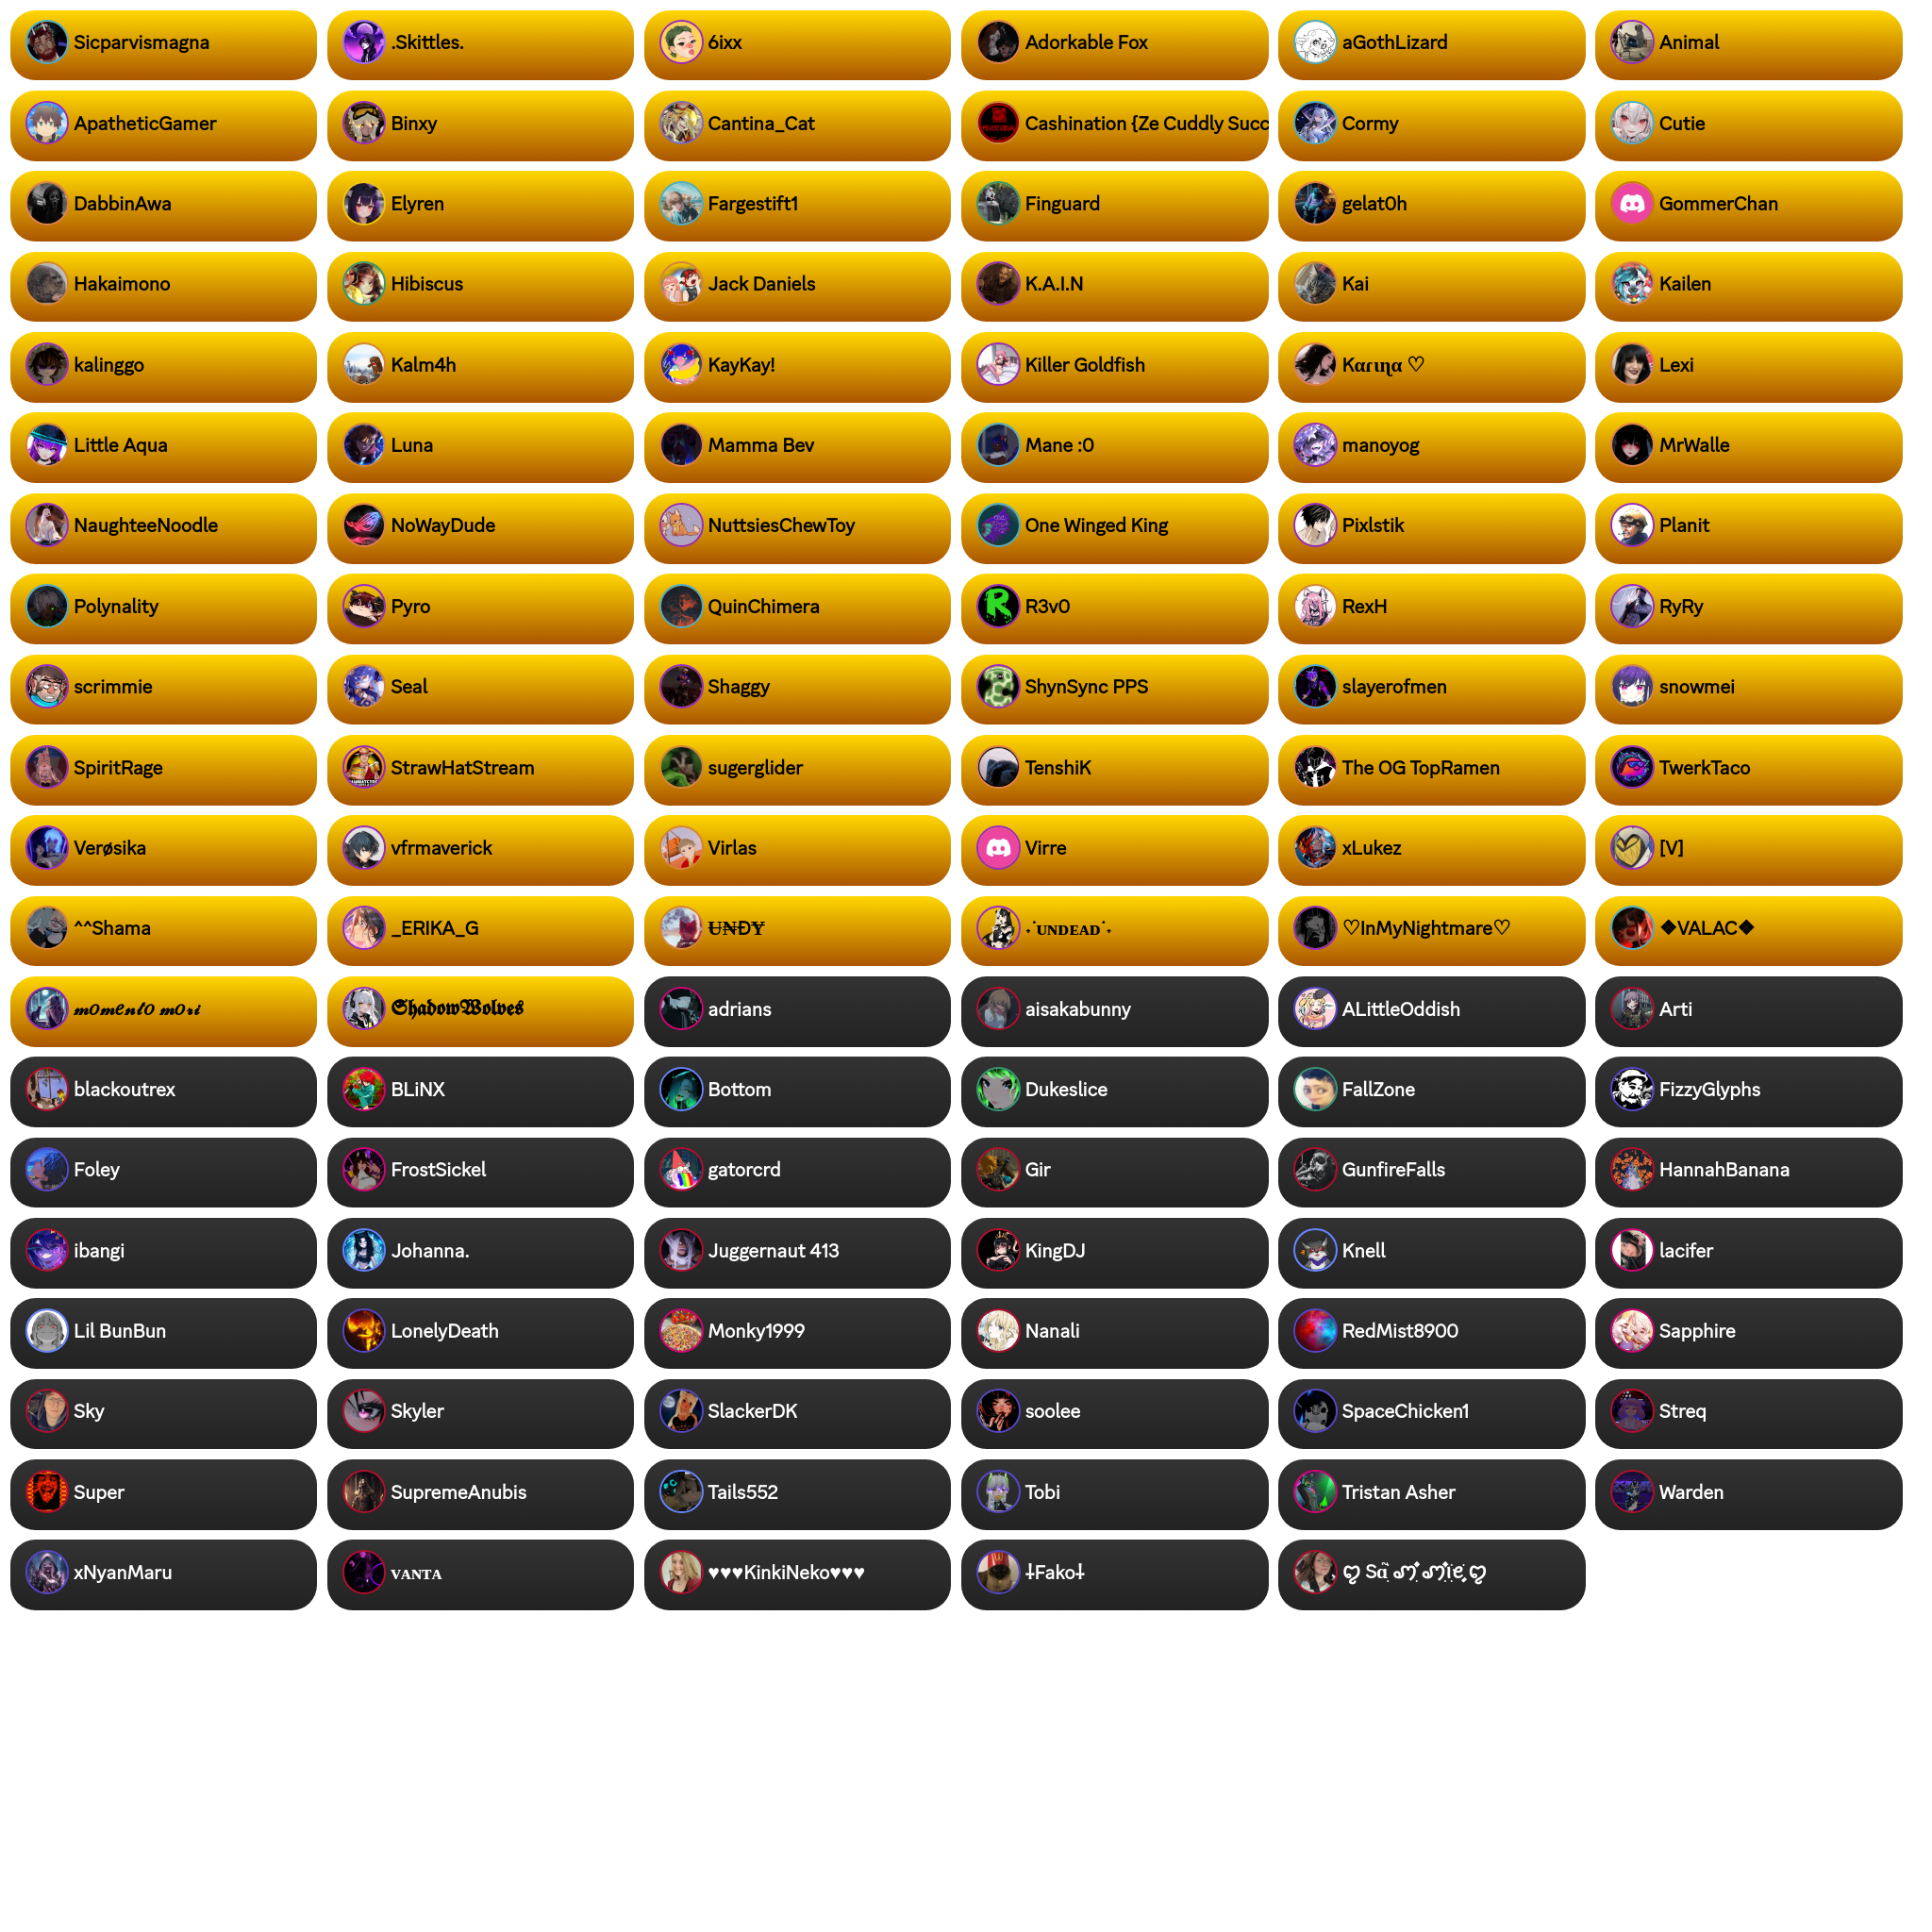 Sicparvismagna
.Skittles.
6ixx
Adorkable Fox
aGothLizard
Animal
ApatheticGamer
Binxy
Cantina_Cat
Cashination {Ze Cuddly Succ
Cormy
Cutie
DabbinAwa
Elyren
Fargestift1
Finguard
gelat0h
GommerChan
Hakaimono
Hibiscus
Jack Daniels
K.A.I.N
Kai
Kailen
kalinggo
Kalm4h
KayKay!
Killer Goldfish
Kαɾιɳα ♡
Lexi
Little Aqua
Luna
Mamma Bev
Mane :0
manoyog
MrWalle
NaughteeNoodle
NoWayDude
NuttsiesChewToy
One Winged King
Pixlstik
Planit
Polynality
Pyro
QuinChimera
R3v0
RexH
RyRy
scrimmie
Seal
Shaggy
ShynSync PPS
slayerofmen
snowmei
SpiritRage
StrawHatStream
sugerglider
TenshiK
The OG TopRamen
TwerkTaco
Verøsika
vfrmaverick
Virlas
Virre
xLukez
[V]
^^Shama
_ERIKA_G
U̶₦ĐɎ
˖˙ᴜɴᴅᴇᴀᴅ˙˖
♡InMyNightmare♡
❖VALAC❖
𝓶𝓸𝓶𝓮𝓷𝓽𝓸 𝓶𝓸𝓻𝓲
𝕾𝖍𝖆𝖉𝖔𝖜𝖂𝖔𝖑𝖛𝖊𝖘
adrians
aisakabunny
ALittleOddish
Arti
blackoutrex
BLiNX
Bottom
Dukeslice
FallZone
FizzyGlyphs
Foley
FrostSickel
gatorcrd
Gir
GunfireFalls
HannahBanana
ibangi
Johanna.
Juggernaut 413
KingDJ
Knell
lacifer
Lil BunBun
LonelyDeath
Monky1999
Nanali
RedMist8900
Sapphire
Sky
Skyler
SlackerDK
soolee
SpaceChicken1
Streq
Super
SupremeAnubis
Tails552
Tobi
Tristan Asher
Warden
xNyanMaru
ᴠᴀɴᴛᴀ
♥♥♥KinkiNeko♥♥♥
⸸Fako⸸